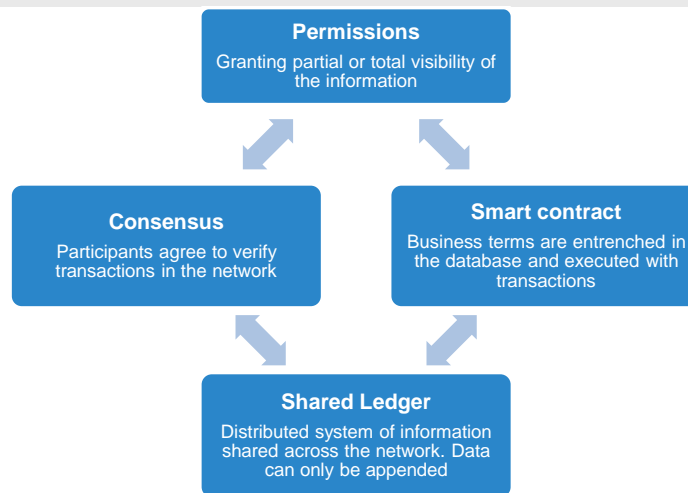 Permissions
Granting partial or total visibility of
the information
Consensus
Participants agree to verify
transactions in the network
Smart contract
Business terms are entrenched in
the database and executed with
transactions
Shared Ledger
Distributed system of information
shared across the network. Data
can only be appended